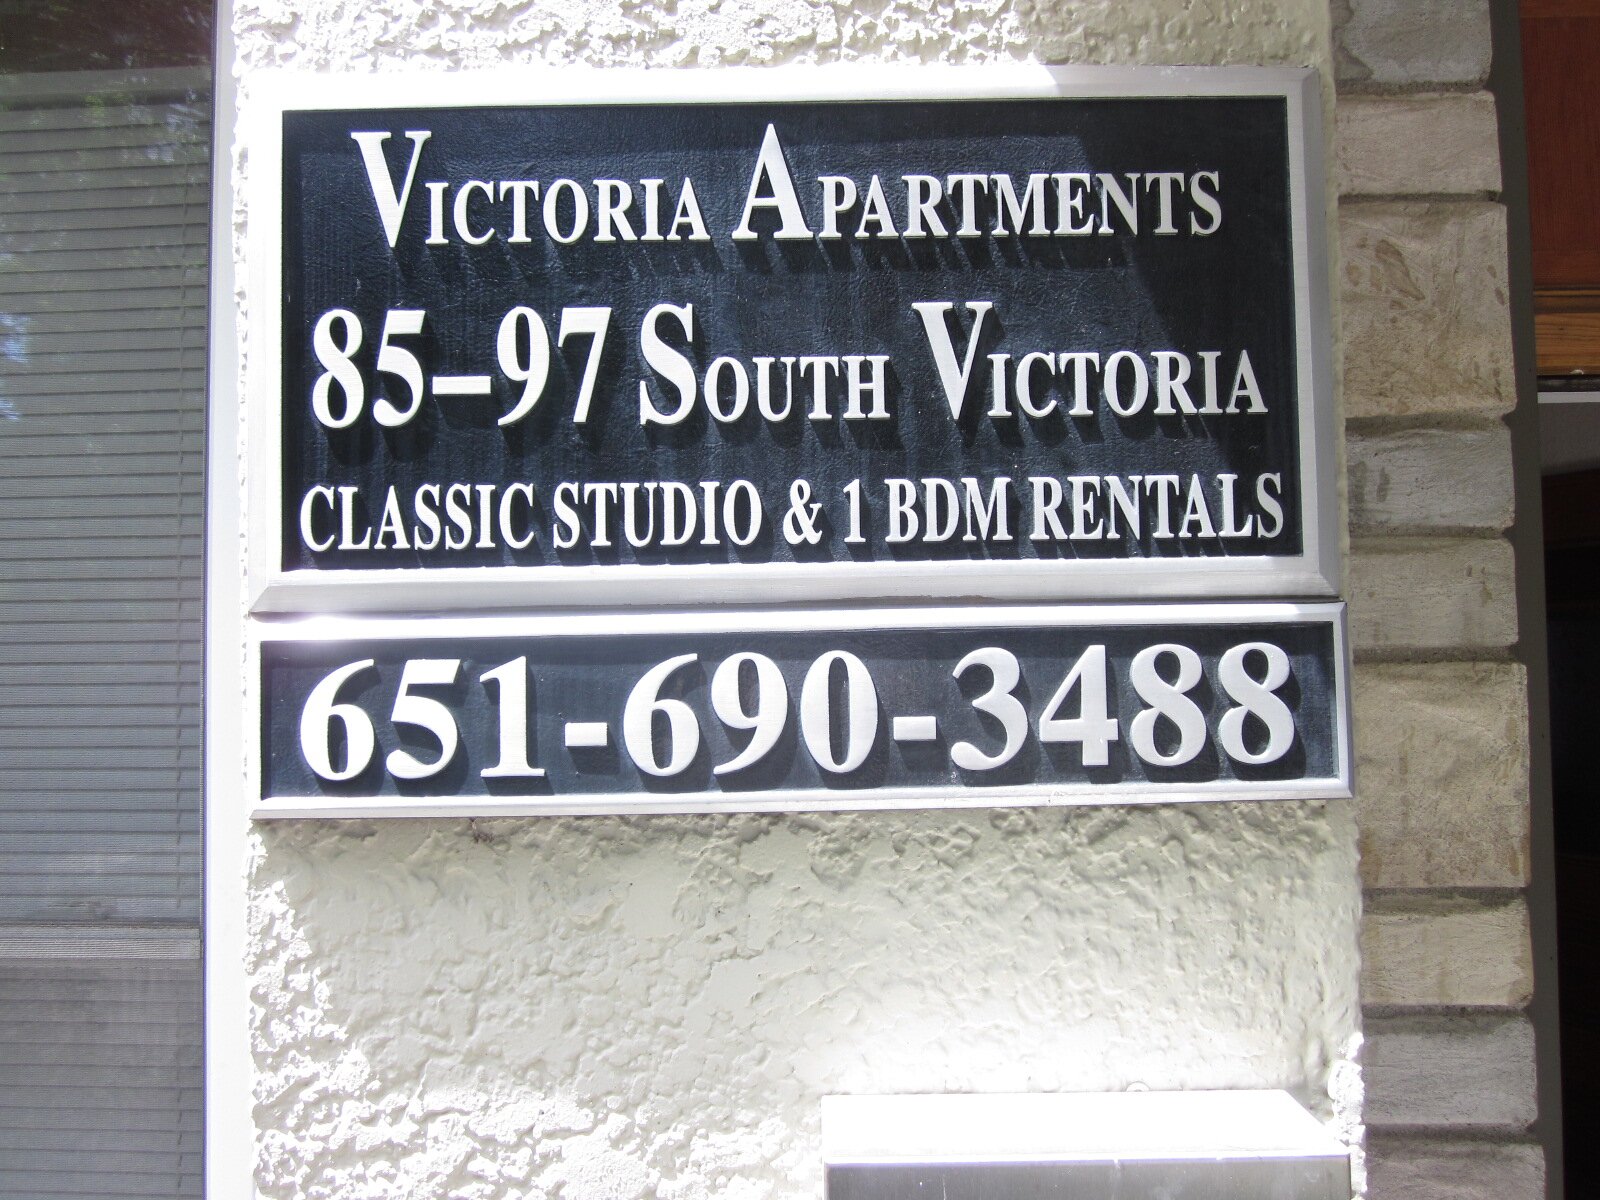 Victoria Apartments
85–97 South Victoria
CLASSIC STUDIO & 1 BDM RENTALS
651-690-3488